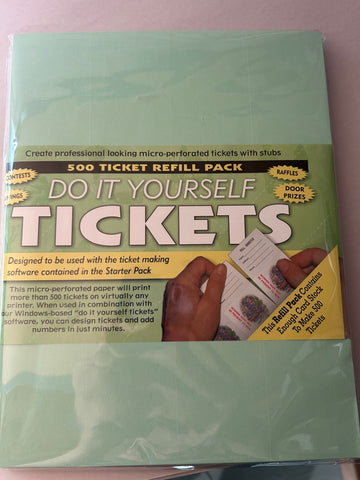 Create professional looking micro-perforated tickets with stubs
500 TICKET REFILL PACK
CONTESTS
RAFFLES
DOOR
PRIZES
DO IT YOURSELF
TICKETS
Designed to be used with the ticket making
software contained in the Starter Pack
This micro-perforated paper will print
more than 500 tickets on virtually any
printer. When used in combination with
our Windows-based "do it yourself tickets"
software, you can design tickets and add
numbers in just minutes.
This Refill Pack Contains
Enough Card Stock
To Make 500
Tickets